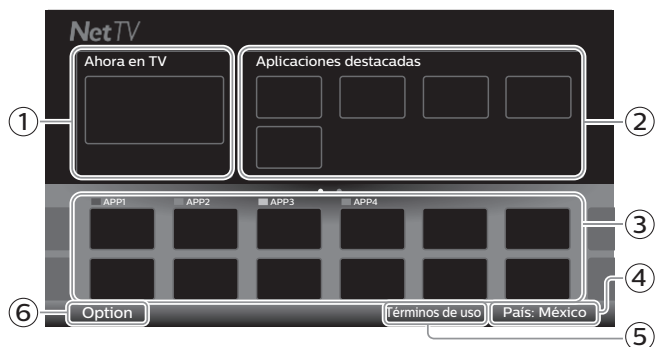 NetTV
Ahora en TV
Aplicaciones destacadas
①
②
APP1
APP2
APP3
APP4
③
④
⑥
Option
Términos de uso
País: México
⑤